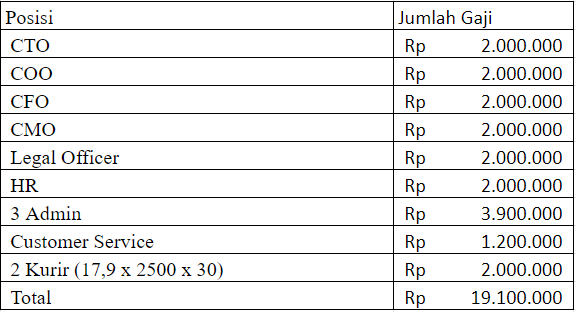 Posisi Jumlah Gaji
CTO Rp 2.000.000
COO Rp 2.000.000
CFO Rp 2.000.000
CMO Rp 2.000.000
Legal Officer Rp 2.000.000
HR Rp 2.000.000
3 Admin Rp 3.900.000
Customer Service Rp 1.200.000
2 Kurir (17,9 x 2500 x 30) Rp 2.000.000
Total Rp 19.100.000